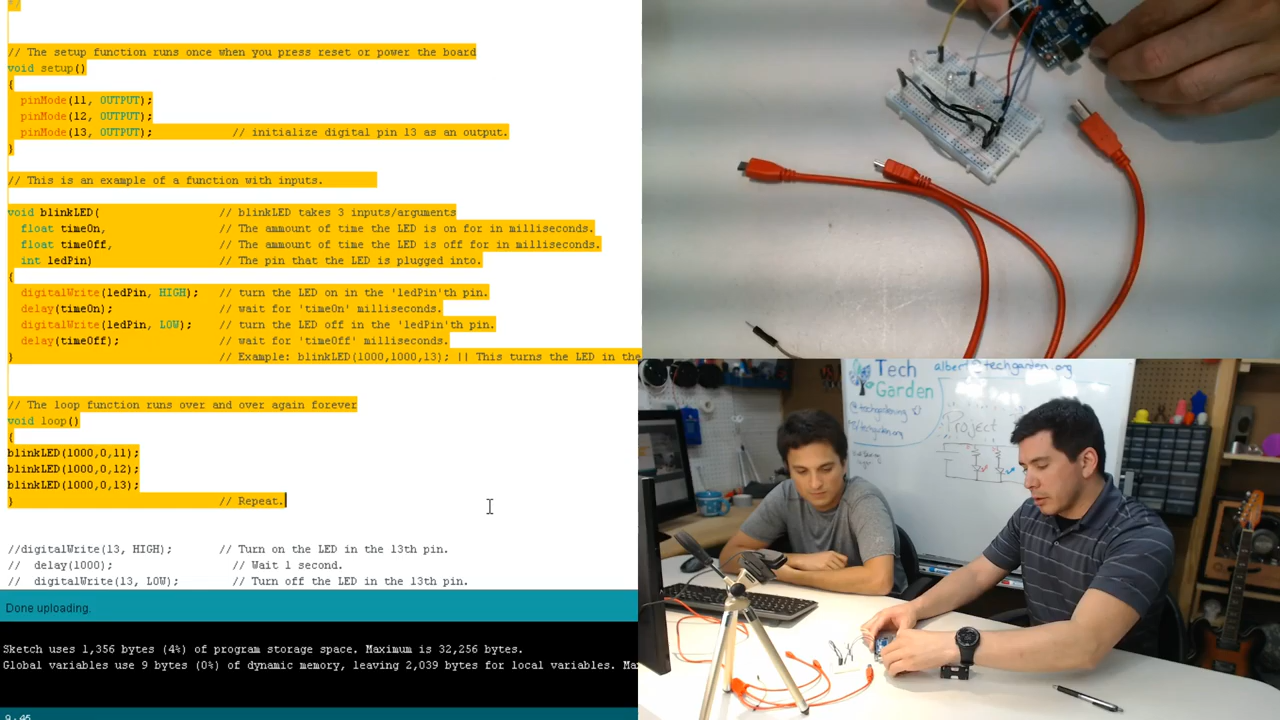 */
// The setup function runs once when you press reset or power the board
void setup()
{
pinMode(11, OUTPUT);
pinMode(12, OUTPUT);
pinMode(13, OUTPUT); // initialize digital pin 13 as an output.
}
// This is an example of a function with inputs.
void blinkLED( // blinkLED takes 3 inputs/arguments
float timeOn, // The ammount of time the LED is on for in milliseconds.
float timeOff, // The ammount of time the LED is off for in milliseconds.
int ledPin) // The pin that the LED is plugged into.
{
digitalWrite(ledPin, HIGH); // turn the LED on in the 'ledPin'th pin.
delay(timeOn); // wait for 'timeOn' milliseconds.
digitalWrite(ledPin, LOW); // turn the LED off in the 'ledPin'th pin.
delay(timeOff); // wait for 'timeOff' milliseconds.
} // Example: blinkLED(1000,1000,13); || This turns the LED in the
// The loop function runs over and over again forever
void loop()
{
blinkLED(1000,0,11);
blinkLED(1000,0,12);
blinkLED(1000,0,13);
} // Repeat.
//digitalWrite(13, HIGH); // Turn on the LED in the 13th pin.
// delay(1000); // Wait 1 second.
// digitalWrite(13, LOW); // Turn off the LED in the 13th pin.
Done uploading.
Sketch uses 1,356 bytes (4%) of program storage space. Maximum is 32,256 bytes.
Global variables use 9 bytes (0%) of dynamic memory, leaving 2,039 bytes for local variables.
Tech
Garden
albert@techgarden.org
Project